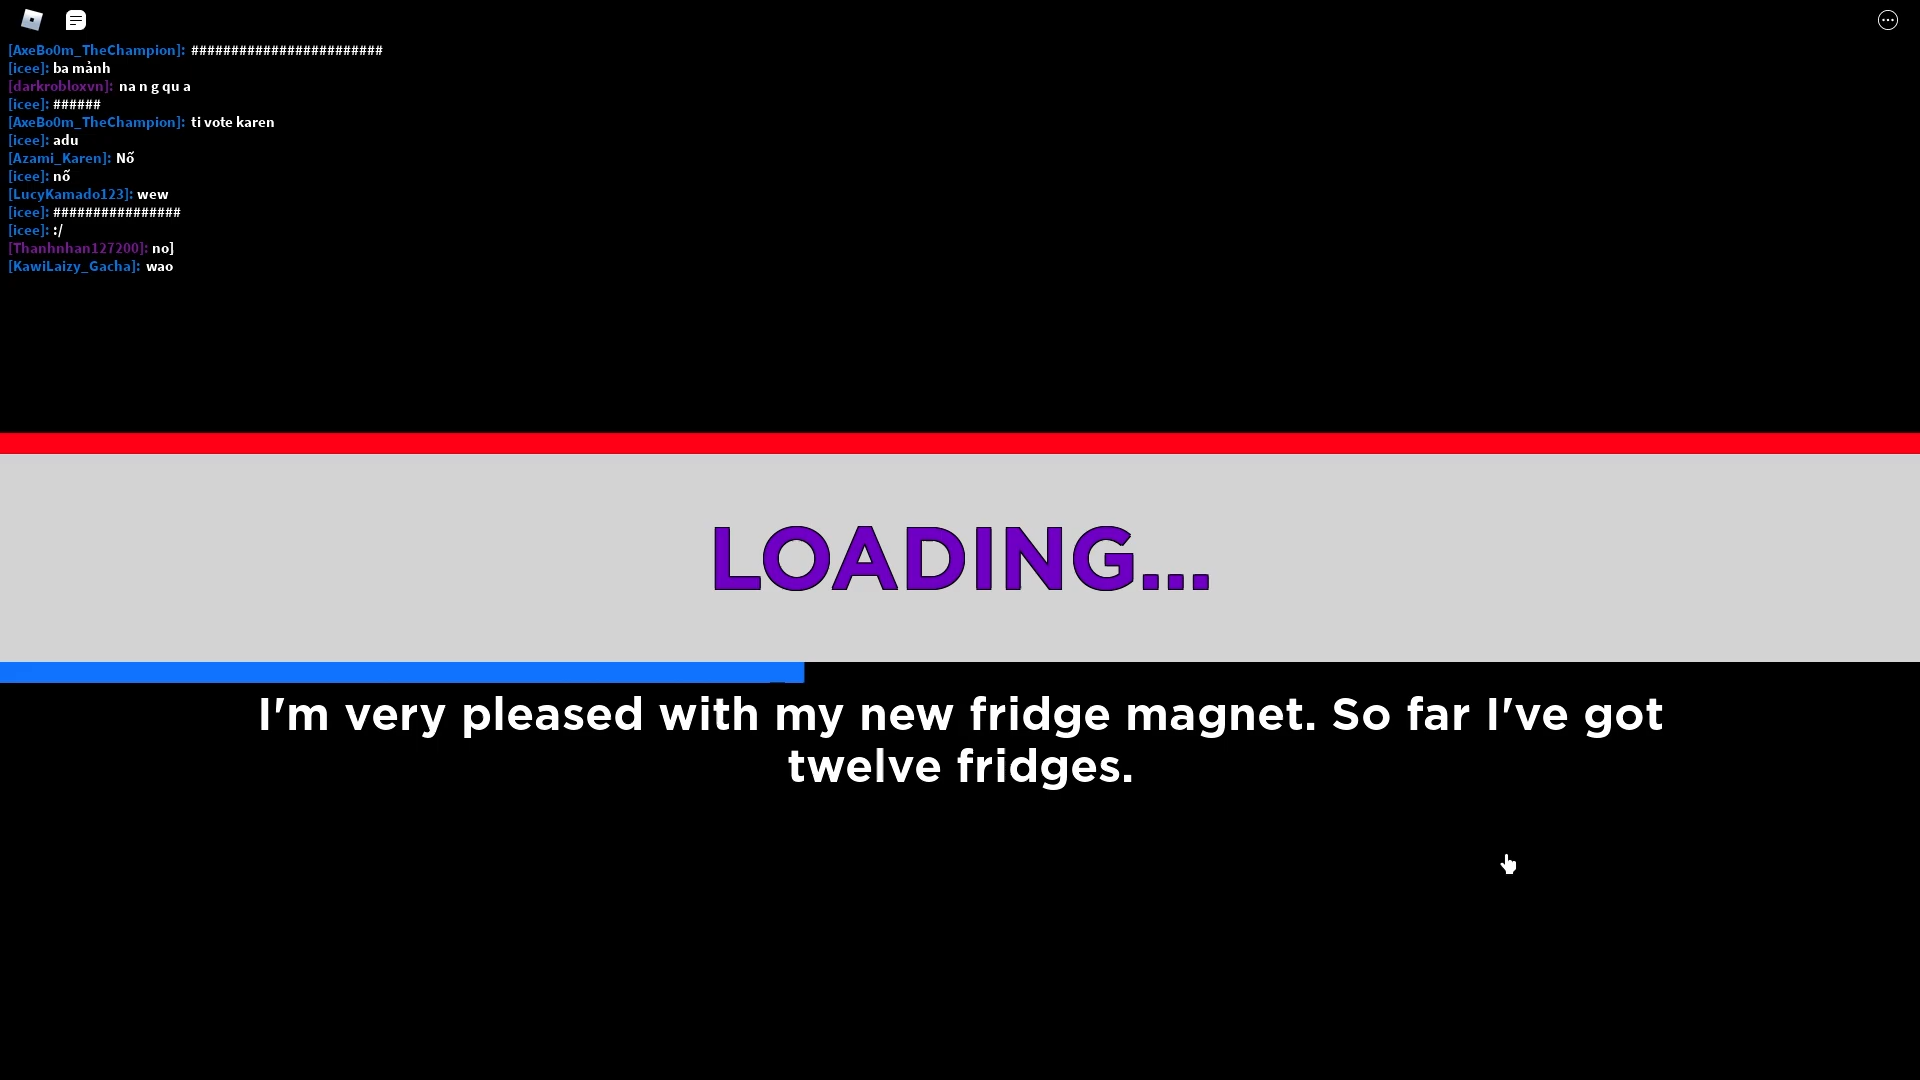 [AxeBo0m_TheChampion]: ########################
[icee]: ba mảnh
[darkrobloxvn]: na n g qu a
[icee]: ######
[AxeBo0m_TheChampion]: ti vote karen
[icee]: adu
[Azami_Karen]: Nố
[icee]: nố
[LucyKamado123]: wew
[icee]: ################
[icee]: :/
[Thanhnhan127200]: no]
[KawiLaizy_Gacha]: wao
LOADING...
I'm very pleased with my new fridge magnet. So far I've got
twelve fridges.